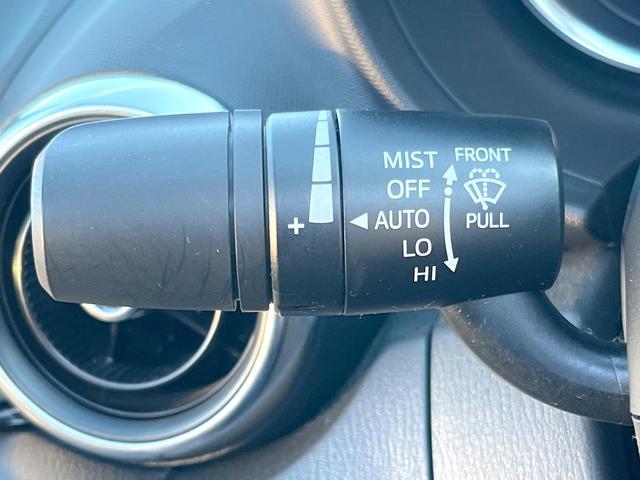 MIST
OFF
AUTO
LO
HI
FRONT
PULL
+